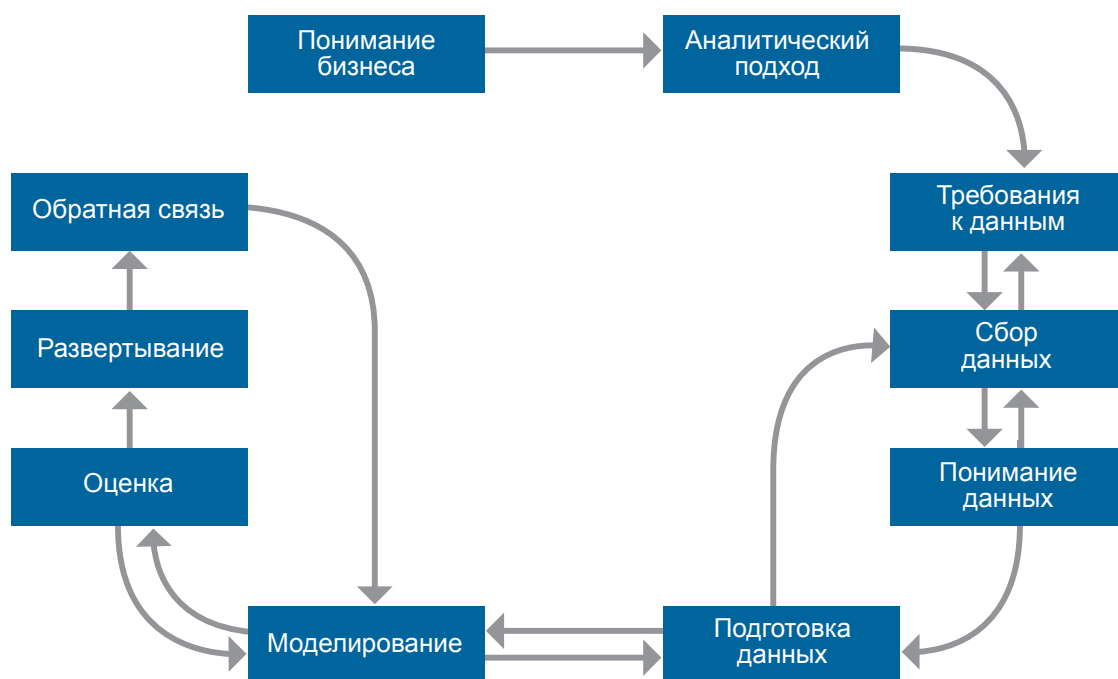 Понимание
бизнеса
Аналитический
подход
Требования
к данным
Обратная связь
Сбор
данных
Развертывание
Понимание
данных
Оценка
Подготовка
данных
Моделирование